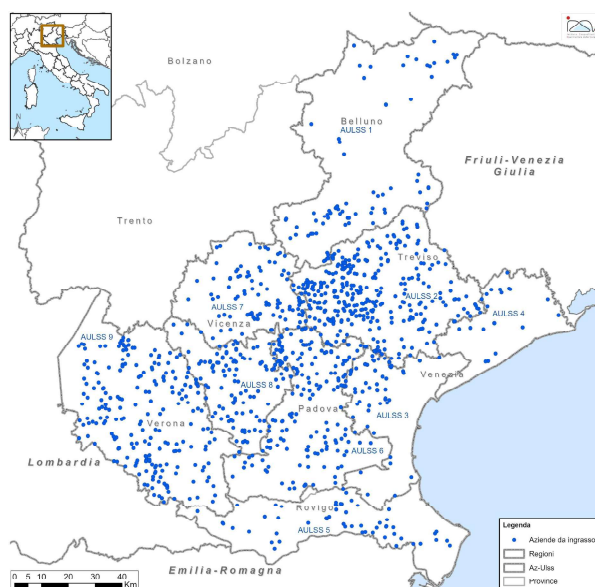 N
Bolzano
Belluno
AULSS 1
Friuli-Venezia
Giulia
Trento
Treviso
AULSS 2
AULSS 7
AULSS 4
Vicenza
AULSS 9
Venezia
AULSS 8
Padova
AULSS 3
Verona
AULSS 6
Lombardia
Rovigo
AULSS 5
Emilia-Romagna
0 5 10 20 30 40
Km
Legenda
Aziende da ingrasso
Regioni
Az-Ulss
Province